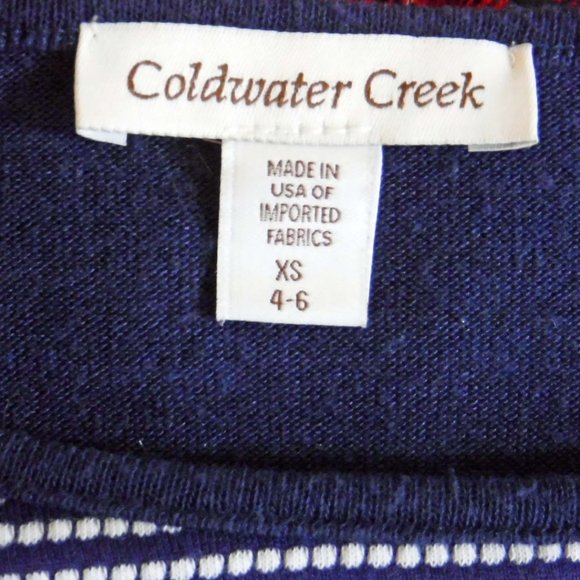 Coldwater Creek
MADE IN
USA OF
IMPORTED
FABRICS
XS
4-6